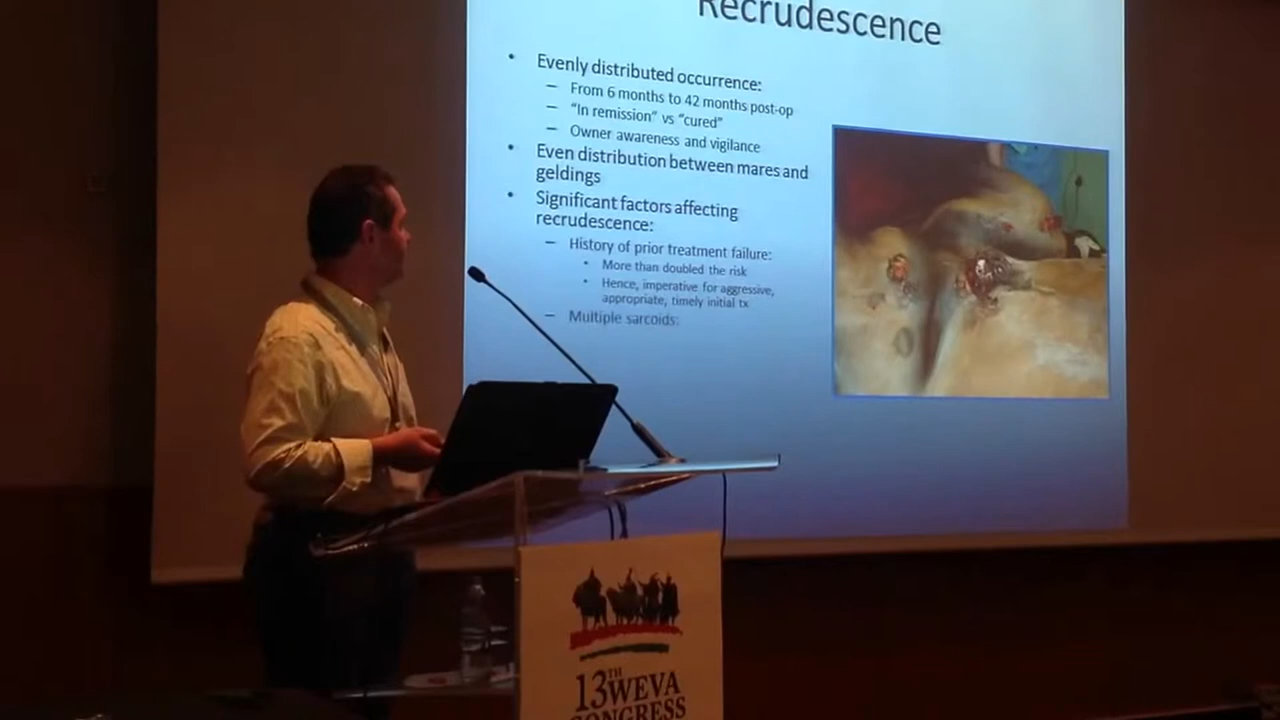 Recrudescence
• Evenly distributed occurrence:
– From 6 months to 42 months post-op
– "In remission" vs "cured"
– Owner awareness and vigilance
• Even distribution between mares and
geldings
• Significant factors affecting
recrudescence:
– History of prior treatment failure:
• More than doubled the risk
• Hence, imperative for aggressive,
appropriate, timely initial tx
– Multiple sarcoids:
13TH WEVA
CONGRESS